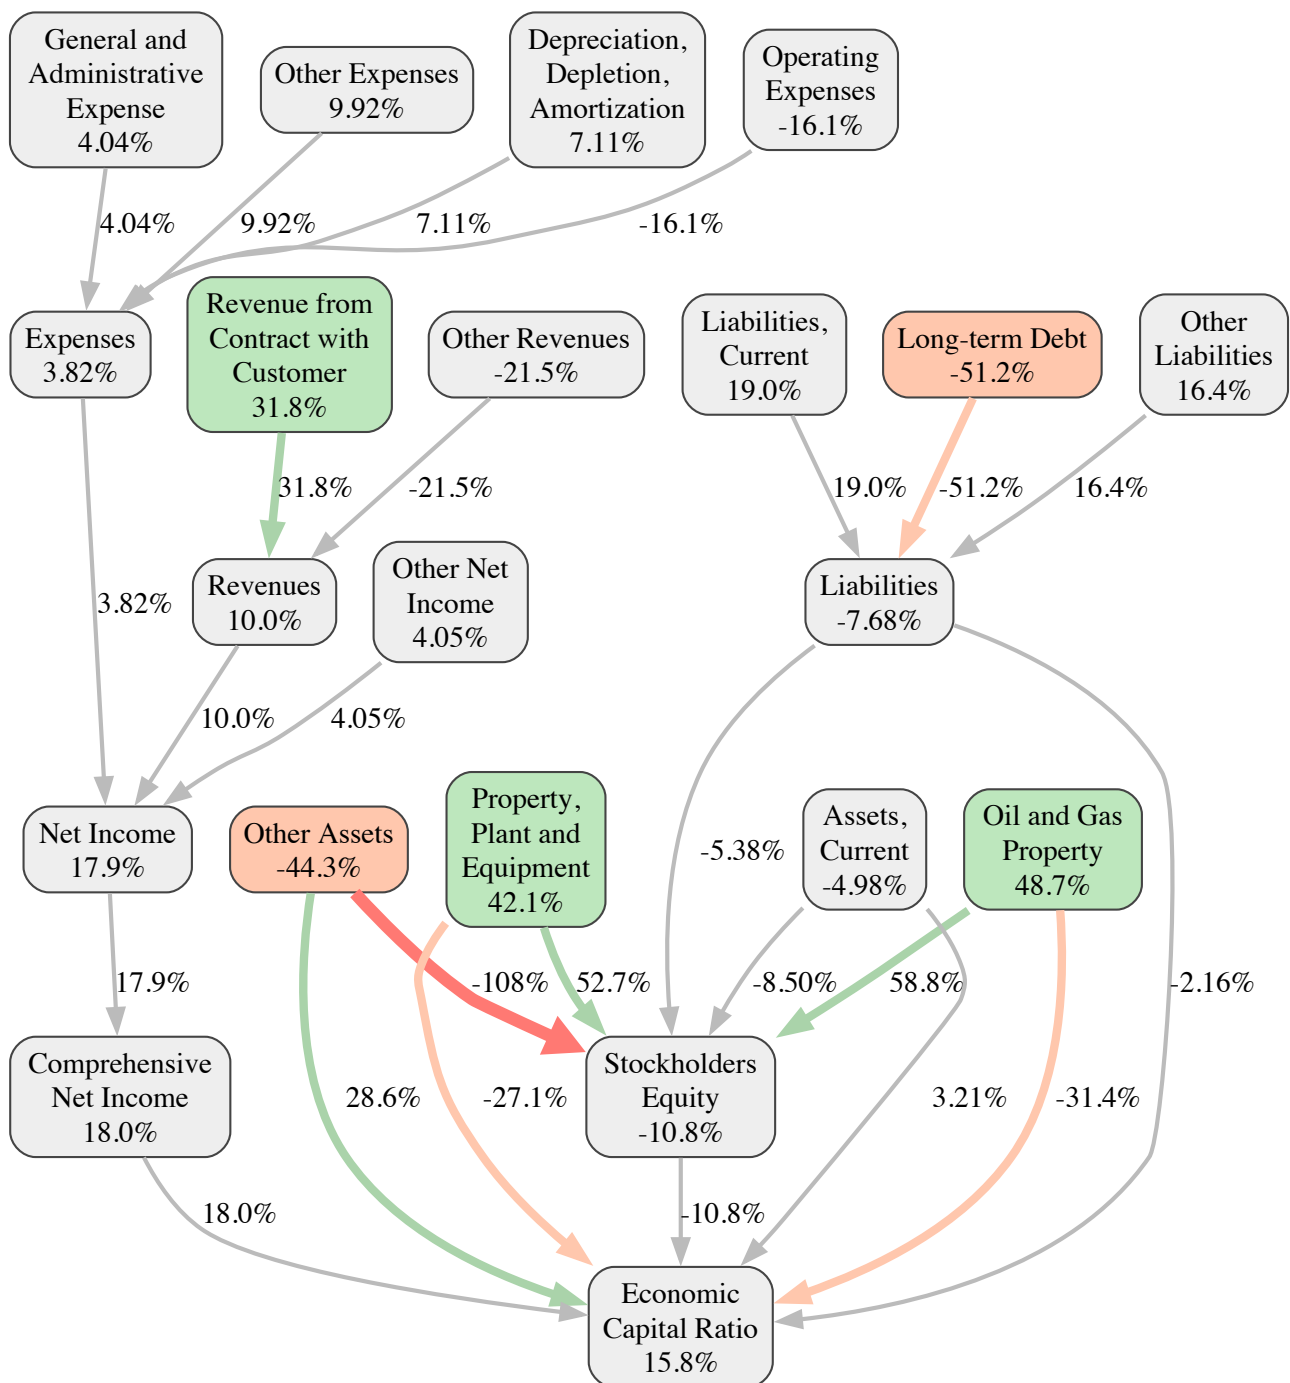 General and
Administrative
Expense
4.04%
Other Expenses
9.92%
Depreciation,
Depletion,
Amortization
7.11%
Operating
Expenses
-16.1%
4.04%
9.92%
7.11%
-16.1%
Expenses
3.82%
Revenue from
Contract with
Customer
31.8%
Other Revenues
-21.5%
Liabilities,
Current
19.0%
Long-term Debt
-51.2%
Other
Liabilities
16.4%
31.8%
-21.5%
19.0%
-51.2%
16.4%
3.82%
Revenues
10.0%
Other Net
Income
4.05%
Liabilities
-7.68%
10.0%
4.05%
Net Income
17.9%
Other Assets
-44.3%
Property,
Plant and
Equipment
42.1%
-5.38%
Assets,
Current
-4.98%
Oil and Gas
Property
48.7%
17.9%
-108%
52.7%
-8.50%
58.8%
-2.16%
Comprehensive
Net Income
18.0%
28.6%
-27.1%
Stockholders
Equity
-10.8%
3.21%
-31.4%
18.0%
-10.8%
Economic
Capital Ratio
15.8%